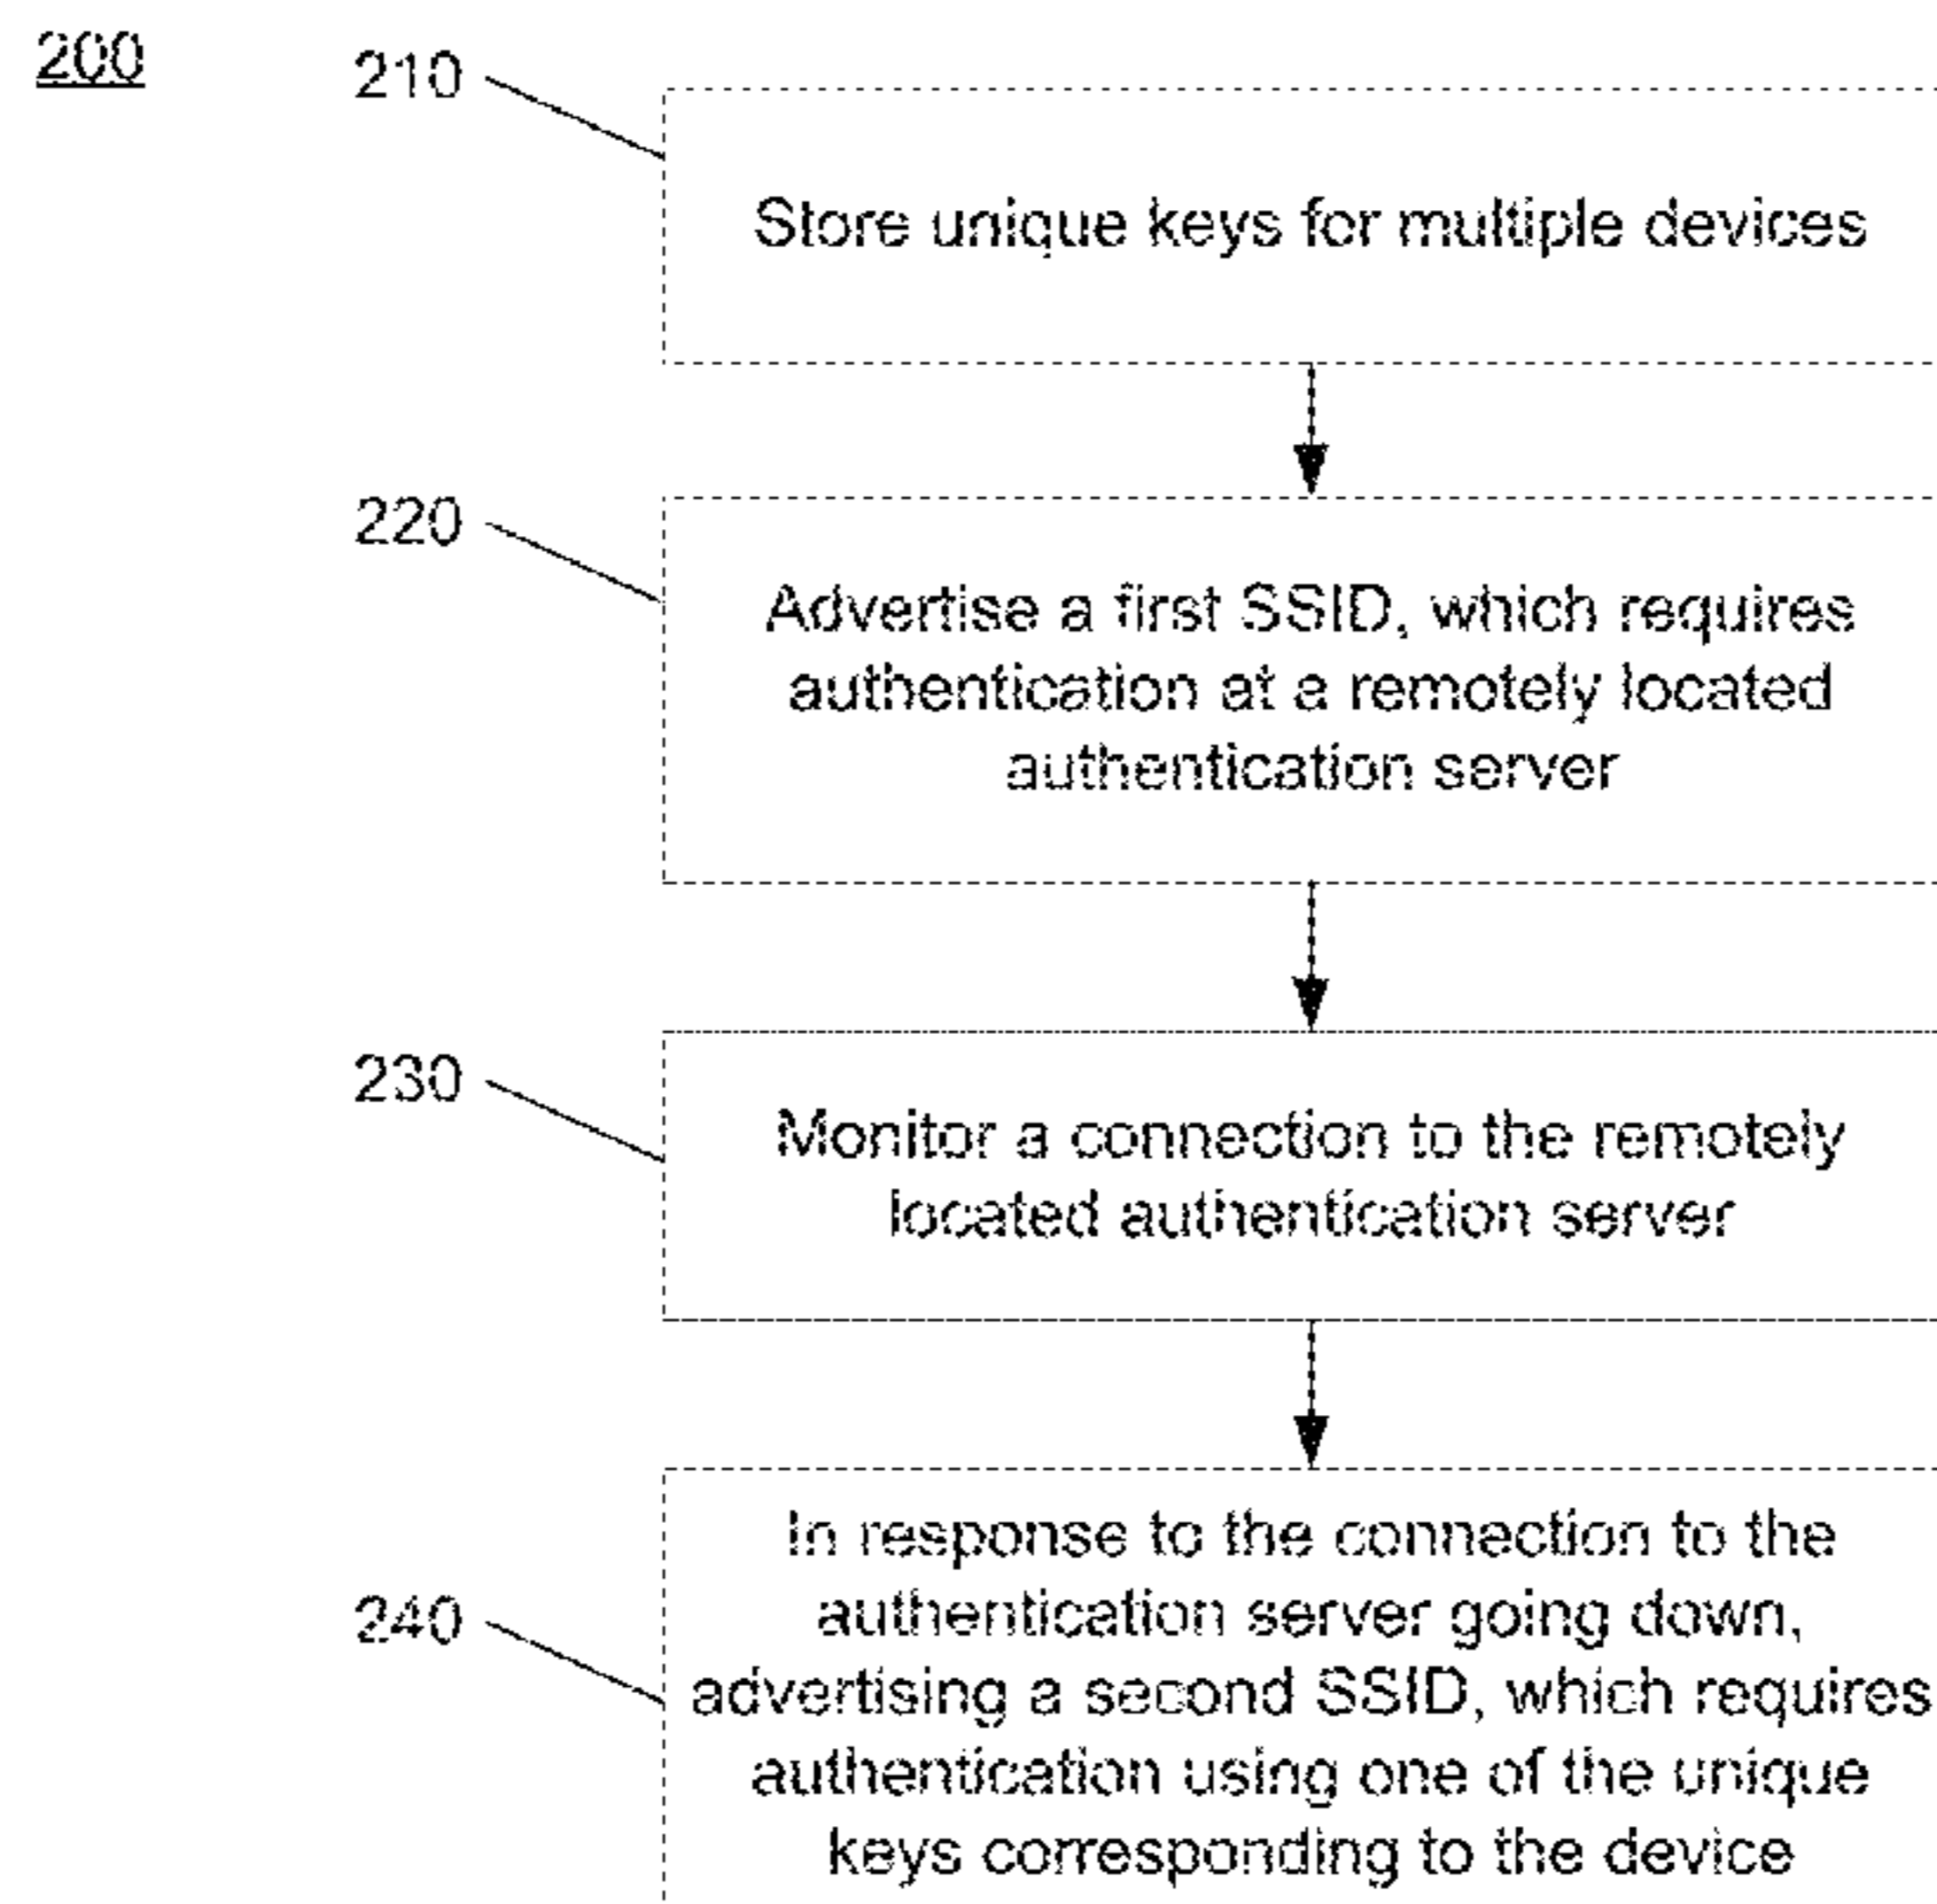 200
210
Store unique keys for multiple devices
220
Advertise a first SSID, which requires
authentication at a remotely located
authentication server
230
Monitor a connection to the remotely
located authentication server
240
In response to the connection to the
authentication server going down,
advertising a second SSID, which requires
authentication using one of the unique
keys corresponding to the device